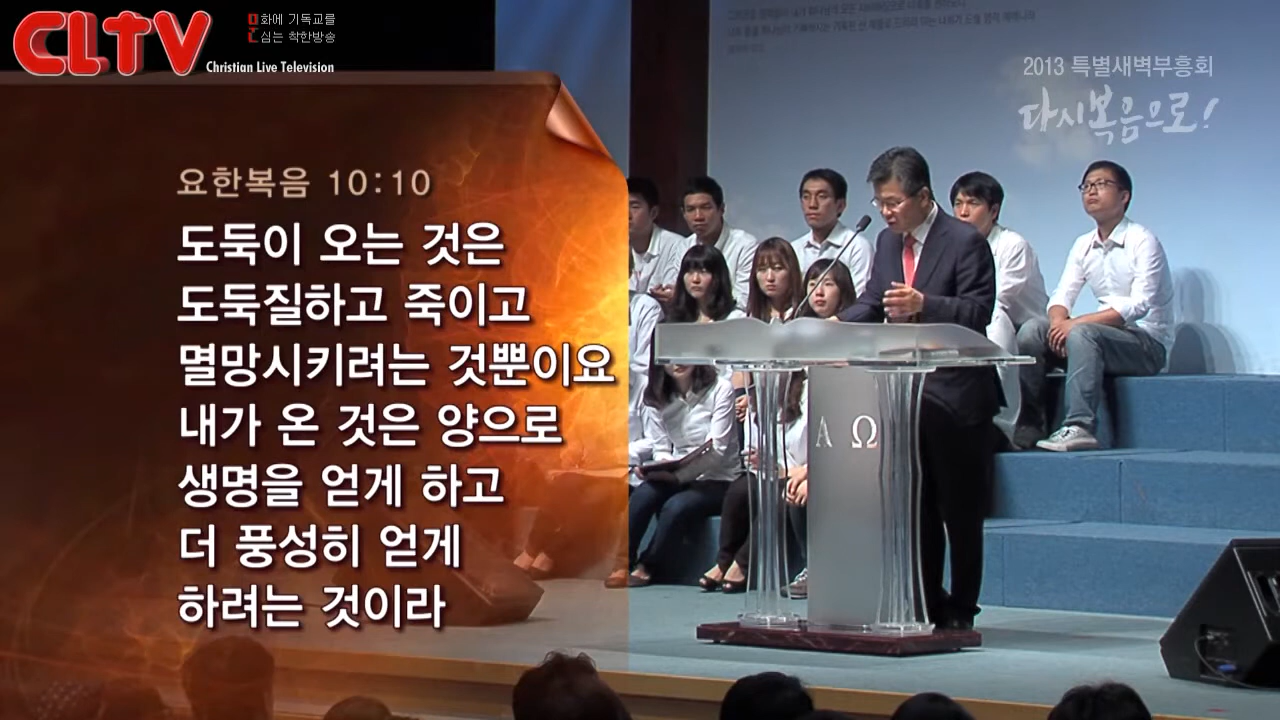 CLTV
문화에 기독교를
심는 착한방송
Christian Live Television
2013 특별새벽부흥회
다시복음으로!
요한복음 10:10
도둑이 오는 것은
도둑질하고 죽이고
멸망시키려는 것뿐이요
내가 온 것은 양으로
생명을 얻게 하고
더 풍성히 얻게
하려는 것이라
Α Ω